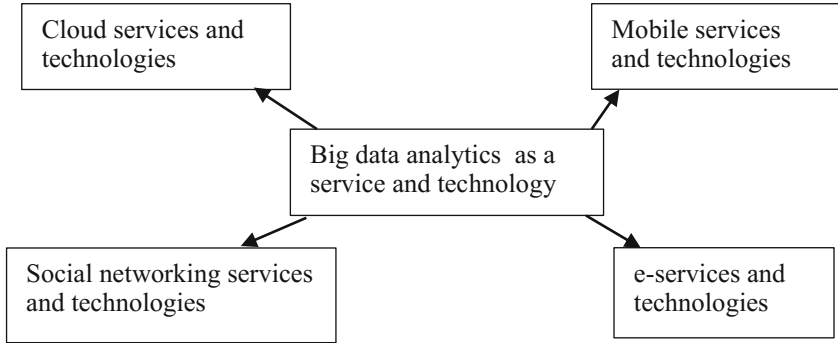 Cloud services and
technologies
Mobile services
and technologies
Big data analytics  as a
service and technology
Social networking services
and technologies
e-services and
technologies